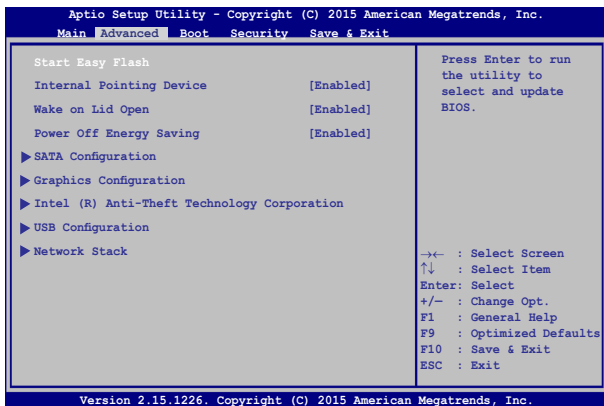 Aptio Setup Utility - Copyright (C) 2015 American Megatrends, Inc.
Main Advanced Boot Security Save & Exit
Start Easy Flash
Internal Pointing Device [Enabled]
Wake on Lid Open [Enabled]
Power Off Energy Saving [Enabled]
SATA Configuration
Graphics Configuration
Intel (R) Anti-Theft Technology Corporation
USB Configuration
Network Stack
Press Enter to run
the utility to
select and update
BIOS.
→← : Select Screen
↑↓ : Select Item
Enter: Select
+/— : Change Opt.
F1 : General Help
F9 : Optimized Defaults
F10 : Save & Exit
ESC : Exit
Version 2.15.1226. Copyright (C) 2015 American Megatrends, Inc.